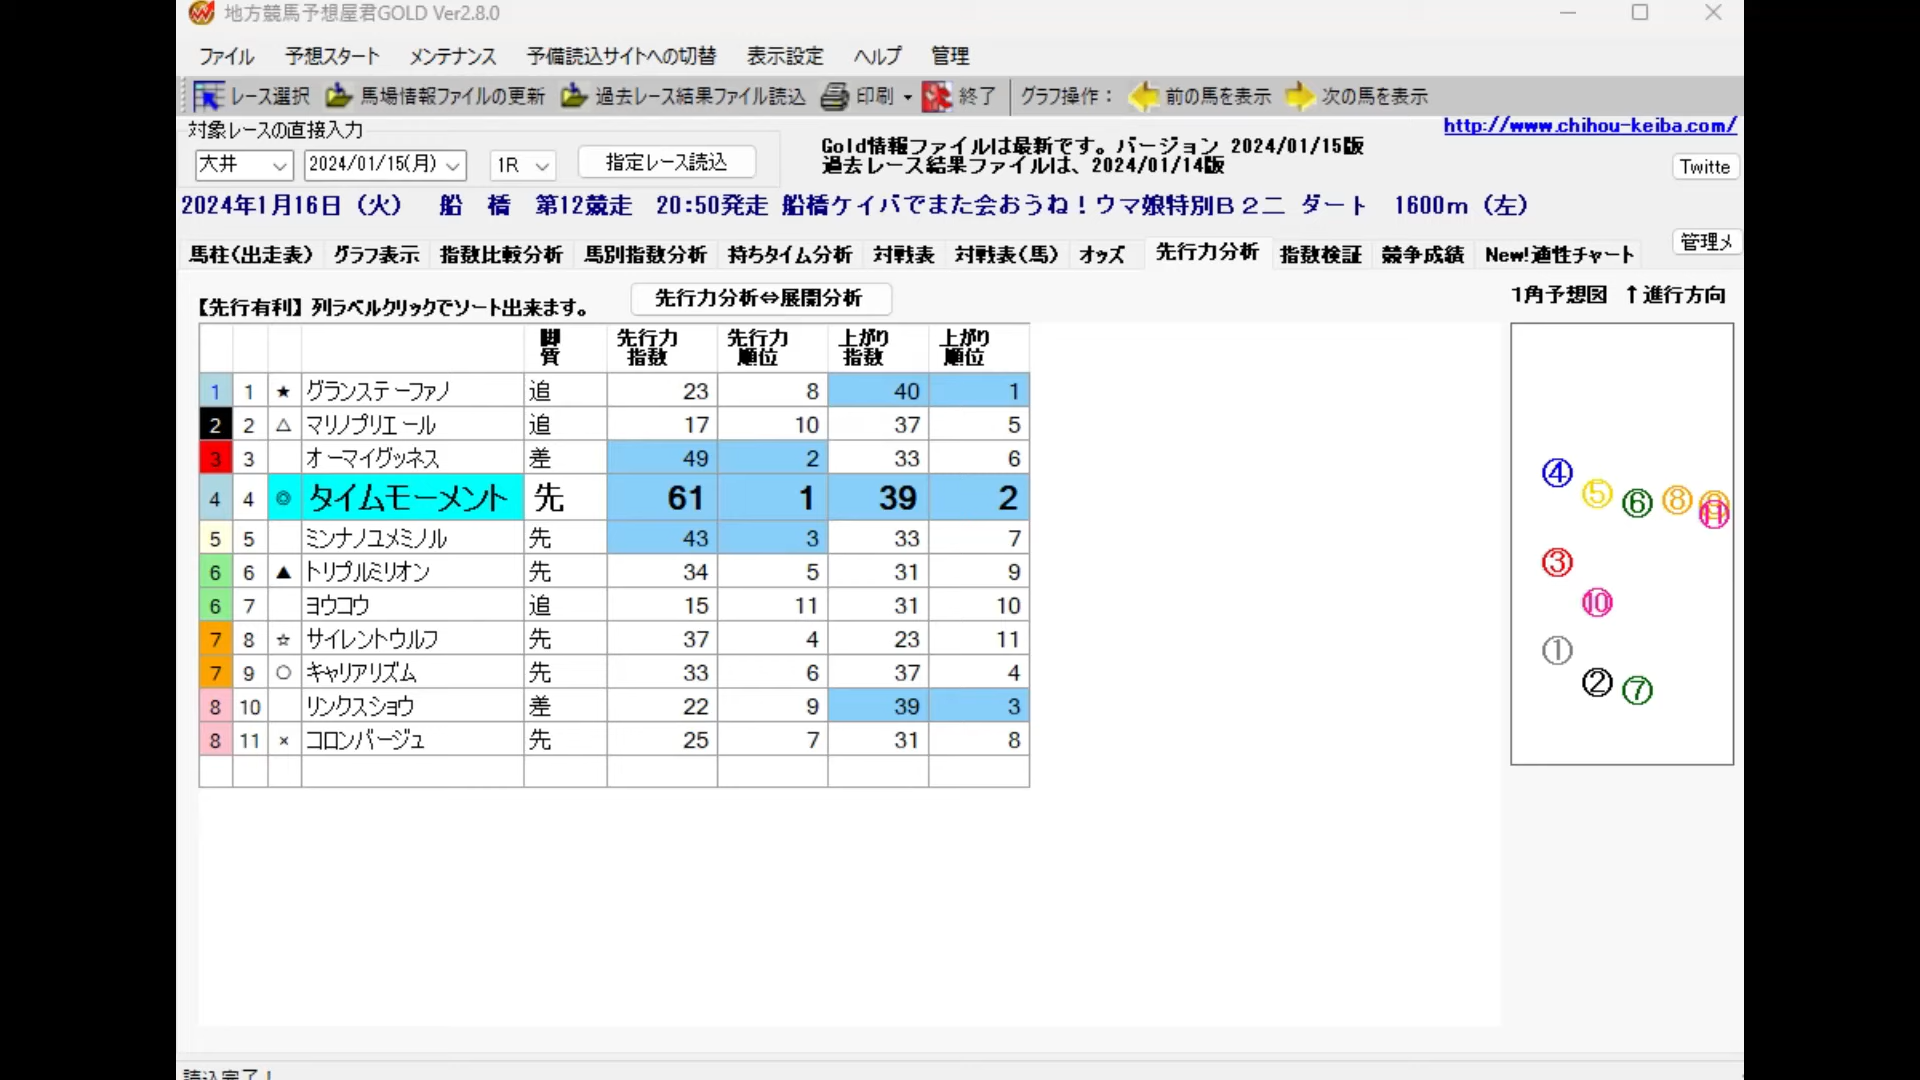 地方競馬予想屋君GOLD Ver2.8.0
ファイル 予想スタート メンテナンス 予備読込サイトへの切替 表示設定 ヘルプ 管理
レース選択 馬場情報ファイルの更新 過去レース結果ファイル読込 印刷 終了 グラフ操作： 前の馬を表示 次の馬を表示
対象レースの直接入力
http://www.chihou-keiba.com/
大井 2024/01/15(月) 1R 指定レース読込
Gold情報ファイルは最新です。バージョン 2024/01/15版
過去レース結果ファイルは、2024/01/14版
Twitte
2024年1月16日（火） 船 橋 第12競走 20:50発走 船橋ケイバでまた会おうね！ウマ娘特別Ｂ２二 ダート 1600m（左）
管理メ
馬柱(出走表) グラフ表示 指数比較分析 馬別指数分析 持ちタイム分析 対戦表 対戦表(馬) オッズ 先行力分析 指数検証 競争成績 New!適性チャート
【先行有利】列ラベルクリックでソート出来ます。 先行力分析⇔展開分析 1角予想図 ↑進行方向
脚質 先行力指数 先行力順位 上がり指数 上がり順位
1 1 ★ グランステーファノ 追 23 8 40 1
2 2 △ マリノプリエール 追 17 10 37 5
3 3 オーマイグッネス 差 49 2 33 6
4 4 ◎ タイムモーメント 先 61 1 39 2
5 5 ミンナノユメミノル 先 43 3 33 7
6 6 ▲ トリプルミリオン 先 34 5 31 9
6 7 ヨウコウ 追 15 11 31 10
7 8 ☆ サイレントウルフ 先 37 4 23 11
7 9 ○ キャリアリズム 先 33 6 37 4
8 10 リンクスショウ 差 22 9 39 3
8 11 × コロンバージュ 先 25 7 31 8
④ ⑤ ⑥ ⑧ ⑨ ⑪
③
⑩
①
② ⑦
読込完了！